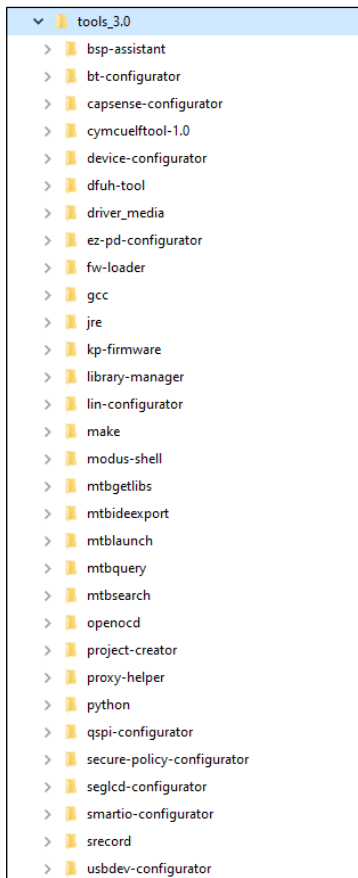 tools_3.0
bsp-assistant
bt-configurator
capsense-configurator
cymcuelftool-1.0
device-configurator
dfuh-tool
driver_media
ez-pd-configurator
fw-loader
gcc
jre
kp-firmware
library-manager
lin-configurator
make
modus-shell
mtbgetlibs
mtbideexport
mtblaunch
mtbquery
mtbsearch
openocd
project-creator
proxy-helper
python
qspi-configurator
secure-policy-configurator
seglcd-configurator
smartio-configurator
srecord
usbdev-configurator